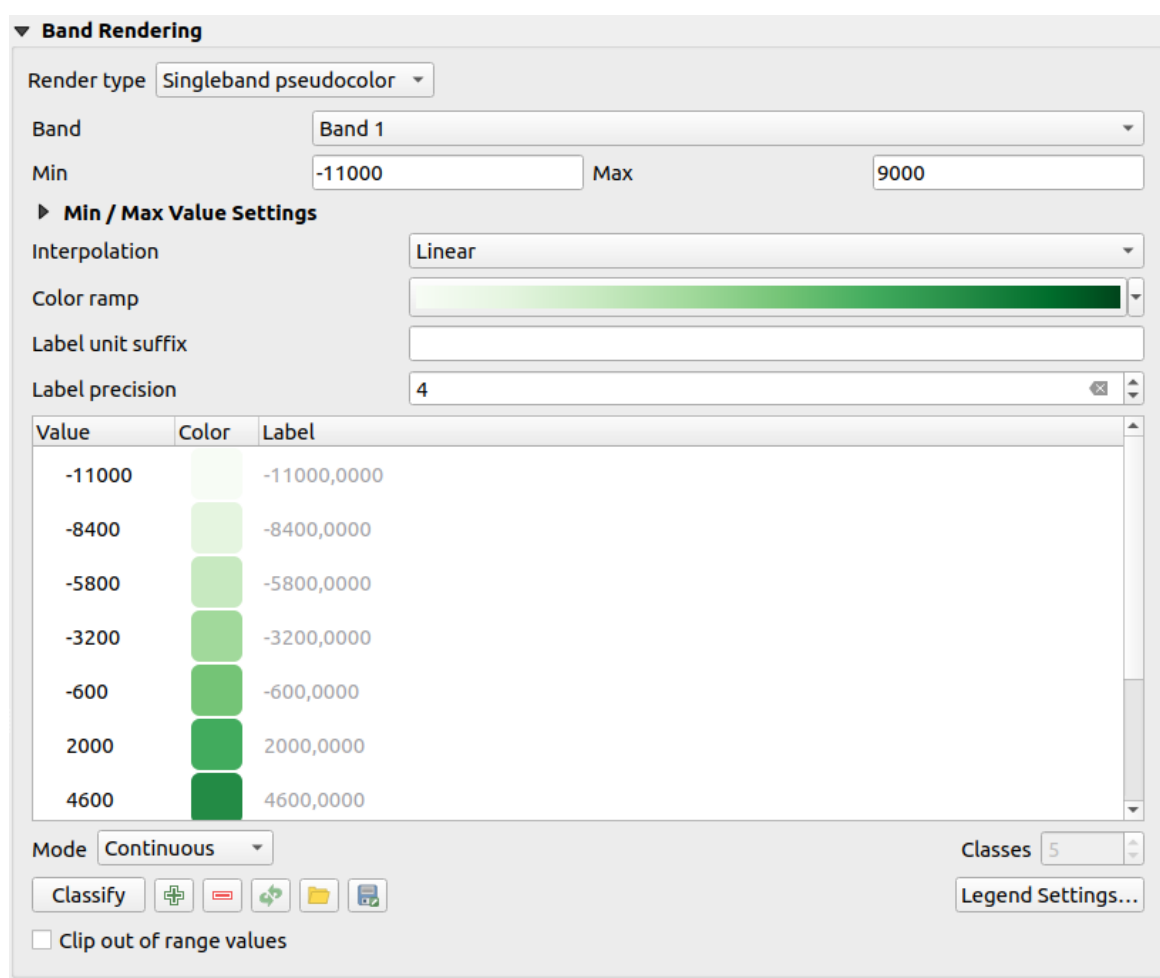 Band Rendering
Render type Singleband pseudocolor
Band Band 1
Min -11000 Max 9000
Min / Max Value Settings
Interpolation Linear
Color ramp
Label unit suffix
Label precision 4
Value Color Label
-11000 -11000,0000
-8400 -8400,0000
-5800 -5800,0000
-3200 -3200,0000
-600 -600,0000
2000 2000,0000
4600 4600,0000
Mode Continuous Classes 5
Classify Legend Settings...
Clip out of range values